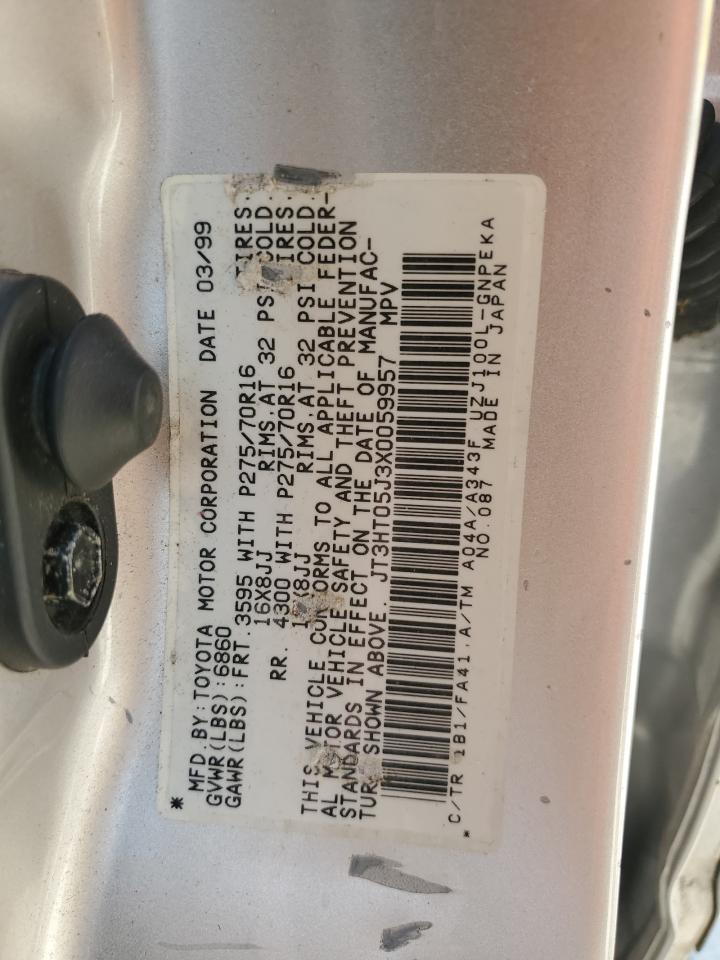 * MFD.BY:TOYOTA MOTOR CORPORATION DATE 03/99
GVWR(LBS):6860
GAWR(LBS):FRT.3595 WITH P275/70R16 TIRES.
16X8JJ RIMS.AT 32 PSI COLD.
RR. 4300 WITH P275/70R16 TIRES.
16X8JJ RIMS.AT 32 PSI COLD.
THIS VEHICLE CONFORMS TO ALL APPLICABLE FEDER-
AL MOTOR VEHICLE SAFETY AND THEFT PREVENTION
STANDARDS IN EFFECT ON THE DATE OF MANUFAC-
TURE SHOWN ABOVE. JT3HT05J3X0059957 MPV
* C/TR 1B1/FA41.A/TM A04A/A343F UZJ100L-GNPEKA
NO.087 MADE IN JAPAN